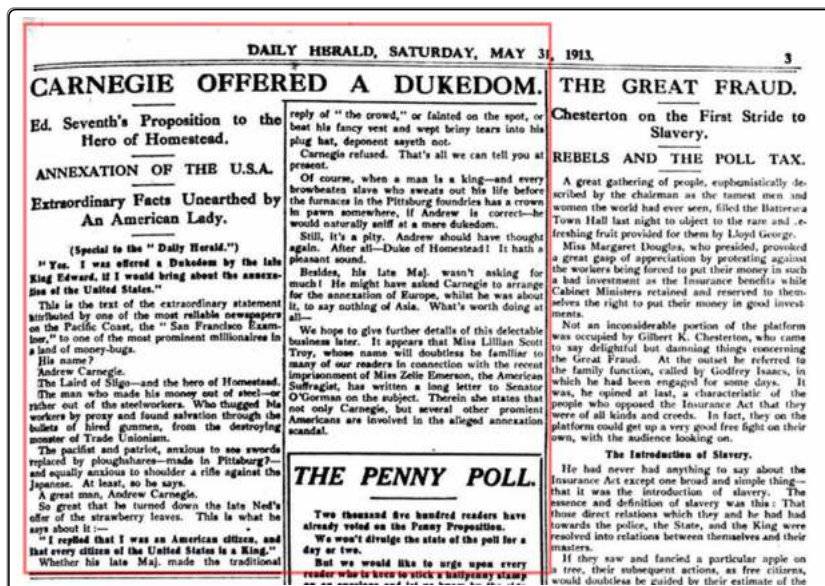 DAILY HERALD, SATURDAY, MAY 31, 1913.
3
CARNEGIE OFFERED A DUKEDOM.
Ed. Seventh's Proposition to the
Hero of Homestead.
ANNEXATION OF THE U.S.A.
Extraordinary Facts Unearthed by
An American Lady.
(Special to the "Daily Herald.")
"Yes. I was offered a Dukedom by the late
King Edward, if I would bring about the annexa-
tion of the United States."
This is the text of the extraordinary statement
attributed by one of the most reliable newspapers
on the Pacific Coast, the "San Francisco Exam-
iner," to one of the most prominent millionaires in
a land of money-bugs.
His name?
Andrew Carnegie.
The Laird of Sligo—and the hero of Homestead.
The man who made his money out of steel—or
rather out of the steelworkers. Who thugged his
workers by proxy and found salvation through the
bullets of hired gunmen, from the destroying
monster of Trade Unionism.
The pacifist and patriot, anxious to see swords
replaced by ploughshares—made in Pittsburg?—
and equally anxious to shoulder a rifle against the
Japanese. At least, so he says.
A great man, Andrew Carnegie.
So great that he turned down the late Ned's
offer of the strawberry leaves. This is what he
says about it:—
"I replied that I was an American citizen, and
that every citizen of the United States is a King."
Whether his late Maj. made the traditional
reply of "the crowd," or fainted on the spot, or
beat his fancy vest and wept briny tears into his
plug hat, deponent sayeth not.
Carnegie refused. That's all we can tell you at
present.
Of course, when a man is a king—and every
browbeaten slave who sweats out his life before
the furnaces in the Pittsburg foundries has a crown
in pawn somewhere, if Andrew is correct—he
would naturally sniff at a mere dukedom.
Still, it's a pity. Andrew should have thought
again. After all—Duke of Homestead! It hath a
pleasant sound.
Besides, his late Maj. wasn't asking for
much! He might have asked Carnegie to arrange
for the annexation of Europe, whilst he was about
it, to say nothing of Asia. What's worth doing at
all—
We hope to give further details of this delectable
business later. It appears that Miss Lillian Scott
Troy, whose name will doubtless be familiar to
many of our readers in connection with the recent
imprisonment of Miss Zelie Emerson, the American
Suffragist, has written a long letter to Senator
O'Gorman on the subject. Therein she states that
not only Carnegie, but several other promient
Americans are involved in the alleged annexation
scandal.
THE PENNY POLL.
Two thousand five hundred readers have
already voted on the Penny Proposition.
We won't divulge the state of the poll for a
day or two.
But we would like to urge upon every
reader who is keen to stick a halfpenny stamp
THE GREAT FRAUD.
Chesterton on the First Stride to
Slavery.
REBELS AND THE POLL TAX.
A great gathering of people, euphemistically de-
scribed by the chairman as the tamest men and
women the world had ever seen, filled the Battersea
Town Hall last night to object to the rare and re-
freshing fruit provided for them by Lloyd George.
Miss Margaret Douglas, who presided, provoked
a great gasp of appreciation by protesting against
the workers being forced to put their money in such
a bad investment as the Insurance benefits while
Cabinet Ministers retained and reserved to them-
selves the right to put their money in good invest-
ments.
Not an inconsiderable portion of the platform
was occupied by Gilbert K. Chesterton, who came
to say delightful but damning things concerning
the Great Fraud. At the outset he referred to
the family function, called by Godfrey Isaacs, in
which he had been engaged for some days. It
was, he opined at last, a characteristic of the
people who opposed the Insurance Act that they
were of all kinds and creeds. In fact, they on the
platform could get up a very good free fight on their
own, with the audience looking on.
The Introduction of Slavery.
He had never had anything to say about the
Insurance Act except one broad and simple thing—
that it was the introduction of slavery. The
essence and definition of slavery was this: That
those direct relations which they and he had had
towards the police, the State, and the King were
resolved into relations between themselves and their
masters.
If they saw and fancied a particular apple on
a tree, their subsequent actions, as free citizens,
would doubtless be guided by their estimate of the